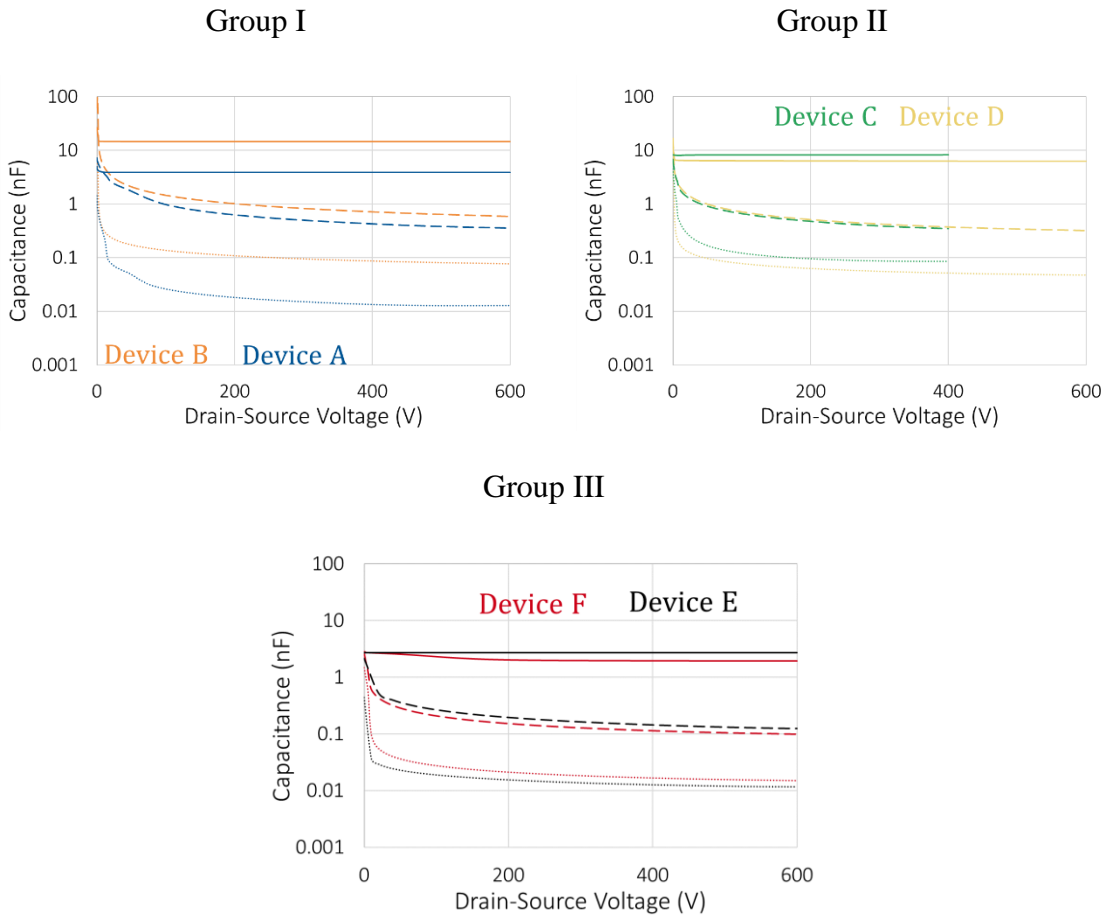 Group I
Group II
100
10
1
0.1
0.01
0.001
Capacitance (nF)
Device B
Device A
0
200
400
600
Drain-Source Voltage (V)
100
10
1
0.1
0.01
0.001
Capacitance (nF)
Device C
Device D
0
200
400
600
Drain-Source Voltage (V)
Group III
100
10
1
0.1
0.01
0.001
Capacitance (nF)
Device F
Device E
0
200
400
600
Drain-Source Voltage (V)